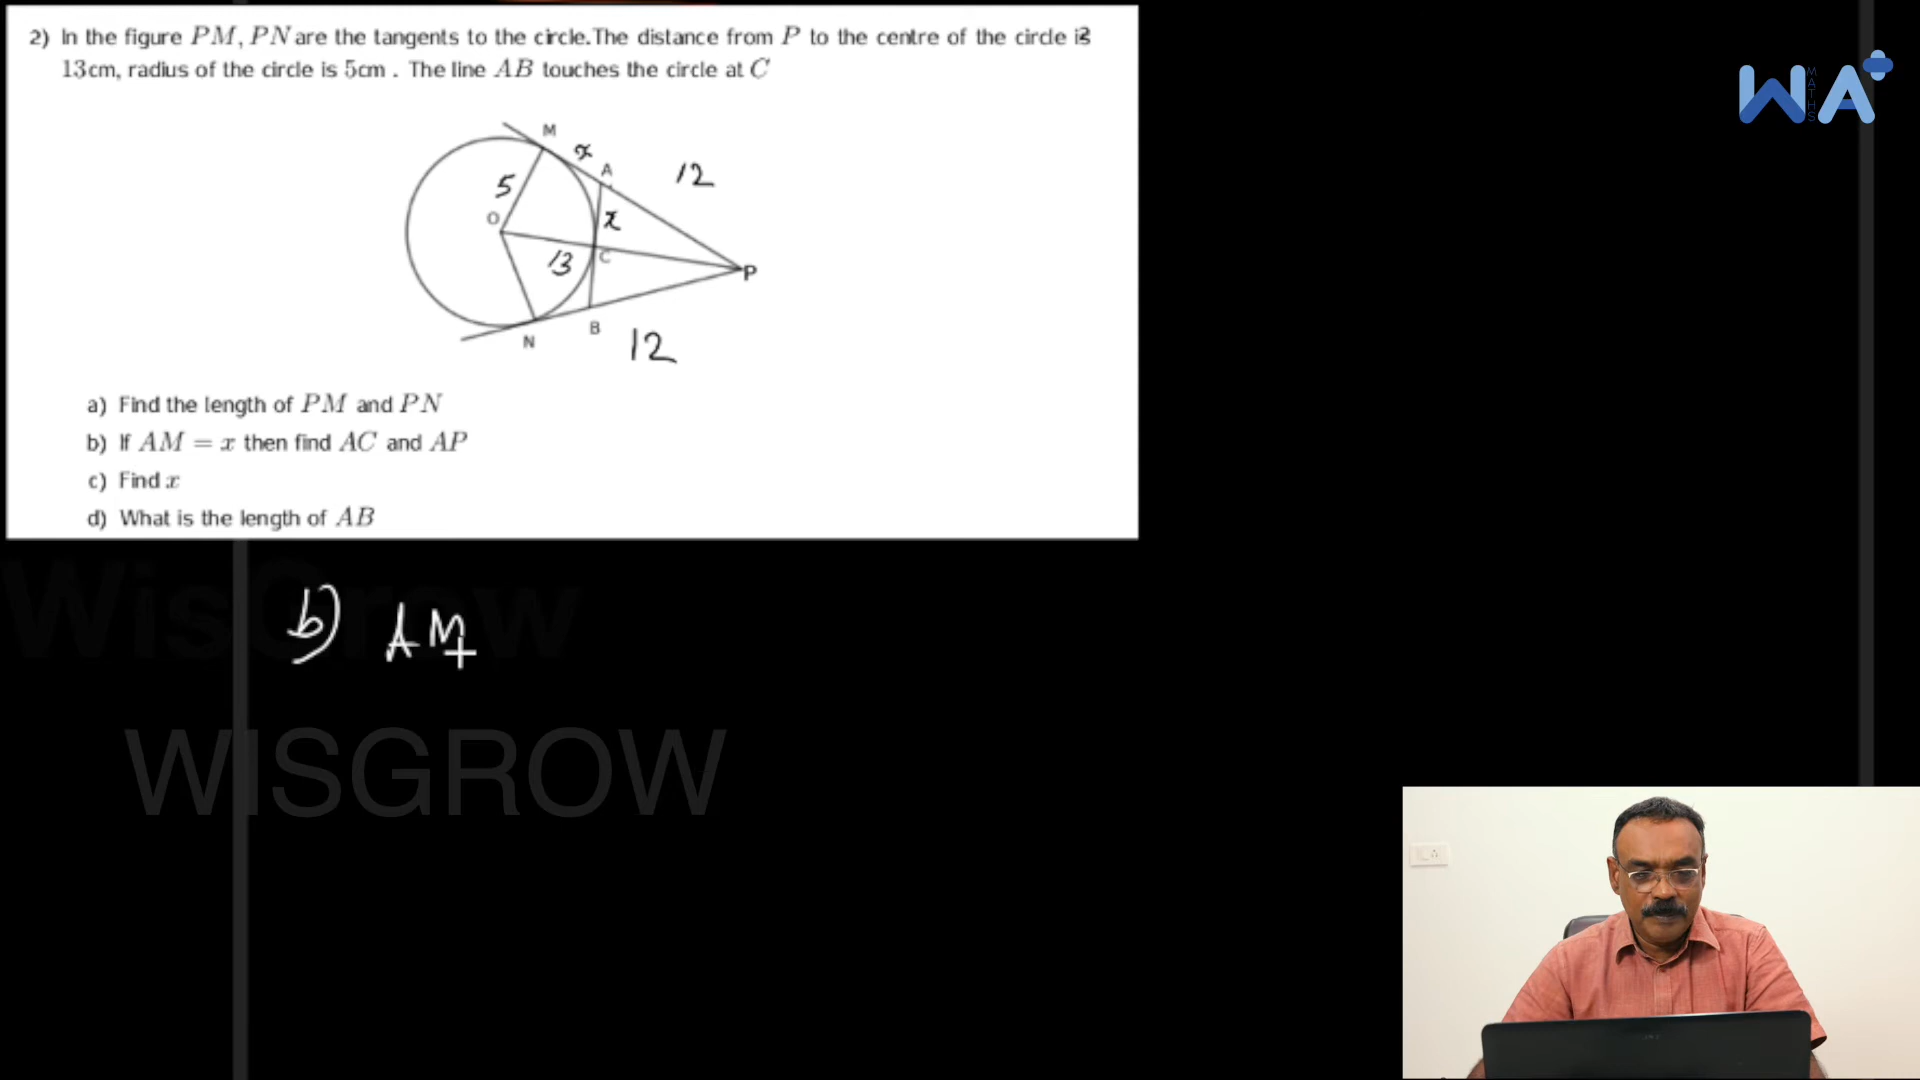 2) In the figure PM, PN are the tangents to the circle. The distance from P to the centre of the circle is
13cm, radius of the circle is 5cm . The line AB touches the circle at C
M
x
A
12
5
O
x
13
C
P
B
12
N
a) Find the length of PM and PN
b) If AM = x then find AC and AP
c) Find x
d) What is the length of AB
WA+
MATHS
b) AM
WisGrow
WISGROW